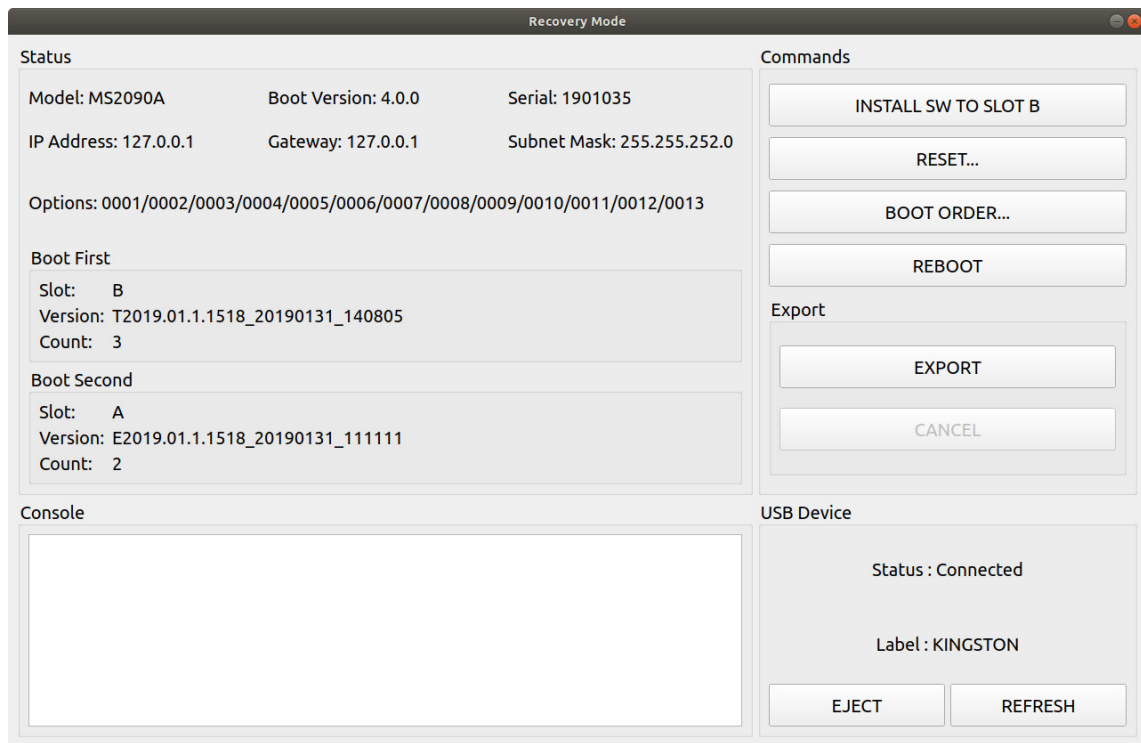 Recovery Mode
Status
Model: MS2090A Boot Version: 4.0.0 Serial: 1901035
IP Address: 127.0.0.1 Gateway: 127.0.0.1 Subnet Mask: 255.255.252.0
Options: 0001/0002/0003/0004/0005/0006/0007/0008/0009/0010/0011/0012/0013
Boot First
Slot: B
Version: T2019.01.1.1518_20190131_140805
Count: 3
Boot Second
Slot: A
Version: E2019.01.1.1518_20190131_111111
Count: 2
Console
Commands
INSTALL SW TO SLOT B
RESET...
BOOT ORDER...
REBOOT
Export
EXPORT
CANCEL
USB Device
Status : Connected
Label : KINGSTON
EJECT REFRESH